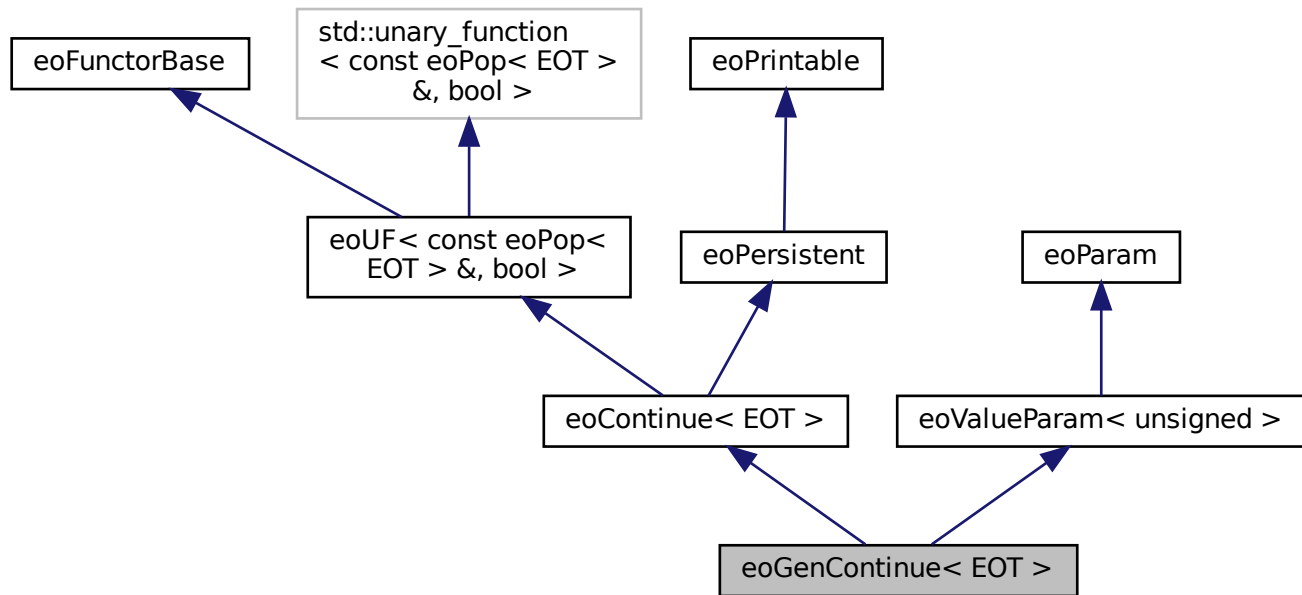 eoFunctorBase
std::unary_function
< const eoPop< EOT >
&, bool >
eoPrintable
eoUF< const eoPop<
EOT > &, bool >
eoPersistent
eoParam
eoContinue< EOT >
eoValueParam< unsigned >
eoGenContinue< EOT >